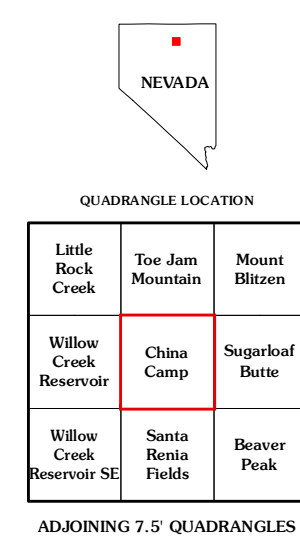 NEVADA
QUADRANGLE LOCATION
Little
Rock
Creek
Toe Jam
Mountain
Mount
Blitzen
Willow
Creek
Reservoir
China
Camp
Sugarloaf
Butte
Willow
Creek
Reservoir SE
Santa
Renia
Fields
Beaver
Peak
ADJOINING 7.5' QUADRANGLES